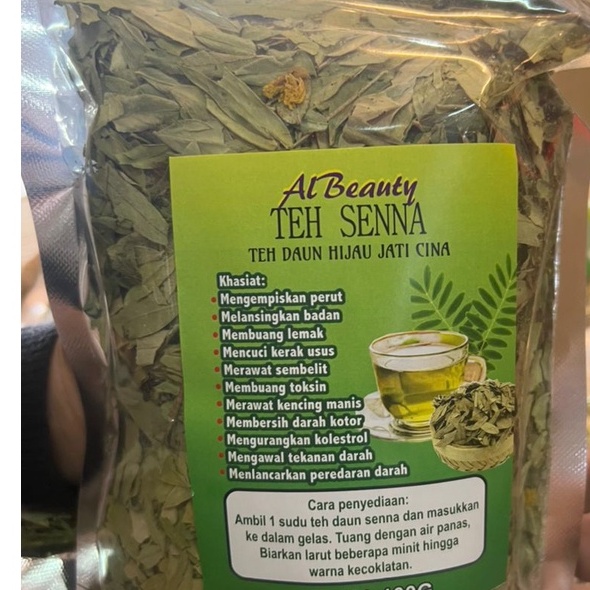 Al Beauty
TEH SENNA
TEH DAUN HIJAU JATI CINA
Khasiat:
• Mengempiskan perut
• Melansingkan badan
• Membuang lemak
• Mencuci kerak usus
• Merawat sembelit
• Membuang toksin
• Merawat kencing manis
• Membersih darah kotor
• Mengurangkan kolestrol
• Mengawal tekanan darah
• Menlancarkan peredaran darah
Cara penyediaan:
Ambil 1 sudu teh daun senna dan masukkan
ke dalam gelas. Tuang dengan air panas,
Biarkan larut beberapa minit hingga
warna kecoklatan.